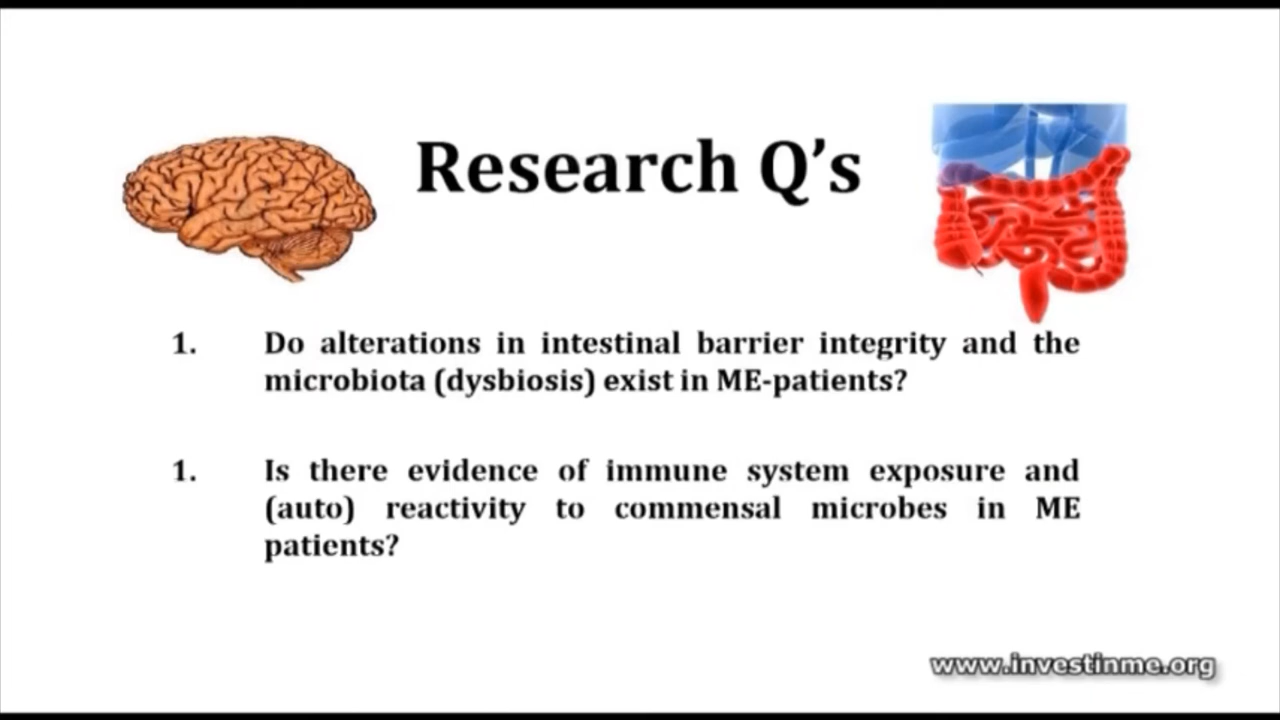 Research Q’s
1. Do alterations in intestinal barrier integrity and the
microbiota (dysbiosis) exist in ME-patients?
1. Is there evidence of immune system exposure and
(auto) reactivity to commensal microbes in ME
patients?
www.investinme.org